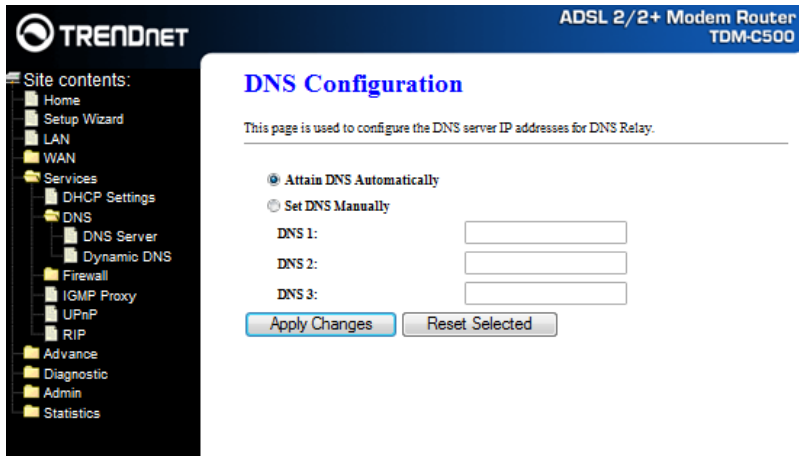 TRENDNET
ADSL 2/2+ Modem Router
TDM-C500
Site contents:
Home
Setup Wizard
LAN
WAN
Services
DHCP Settings
DNS
DNS Server
Dynamic DNS
Firewall
IGMP Proxy
UPnP
RIP
Advance
Diagnostic
Admin
Statistics
DNS Configuration
This page is used to configure the DNS server IP addresses for DNS Relay.
Attain DNS Automatically
Set DNS Manually
DNS 1:
DNS 2:
DNS 3:
Apply Changes
Reset Selected